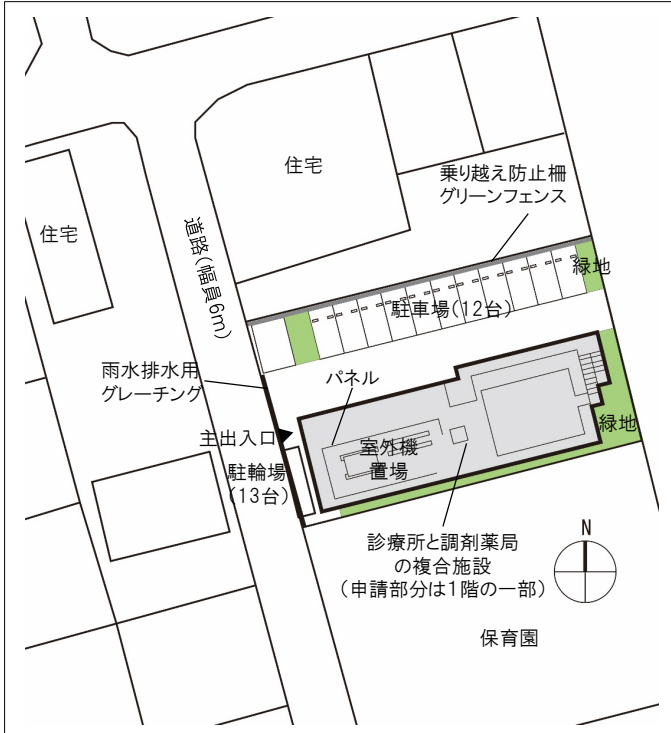 住宅
乗り越え防止柵
グリーンフェンス
住宅
道路(幅員6m)
緑地
駐車場(12台)
雨水排水用
グレーチング
パネル
主出入口
緑地
駐輪場
(13台)
室外機
置場
診療所と調剤薬局
の複合施設
(申請部分は1階の一部)
N
保育園